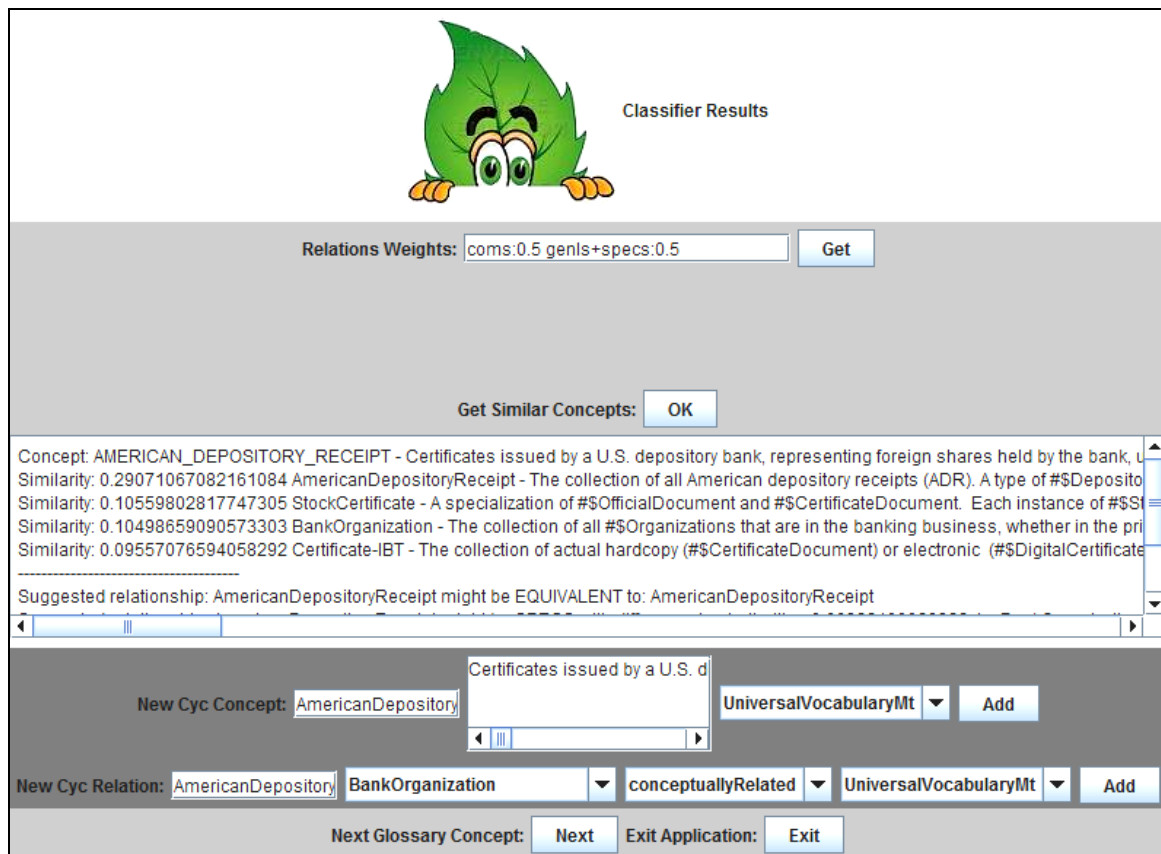 Classifier Results
Relations Weights: coms:0.5 genls+specs:0.5 Get
Get Similar Concepts: OK
Concept: AMERICAN_DEPOSITORY_RECEIPT - Certificates issued by a U.S. depository bank, representing foreign shares held by the bank, u
Similarity: 0.29071067082161084 AmericanDepositoryReceipt - The collection of all American depository receipts (ADR). A type of #$Deposito
Similarity: 0.10559802817747305 StockCertificate - A specialization of #$OfficialDocument and #$CertificateDocument. Each instance of #$St
Similarity: 0.10498659090573303 BankOrganization - The collection of all #$Organizations that are in the banking business, whether in the pri
Similarity: 0.09557076594058292 Certificate-IBT - The collection of actual hardcopy (#$CertificateDocument) or electronic (#$DigitalCertificate
----------------------------------------
Suggested relationship: AmericanDepositoryReceipt might be EQUIVALENT to: AmericanDepositoryReceipt
New Cyc Concept: AmericanDepository Certificates issued by a U.S. d UniversalVocabularyMt Add
New Cyc Relation: AmericanDepository BankOrganization conceptuallyRelated UniversalVocabularyMt Add
Next Glossary Concept: Next Exit Application: Exit